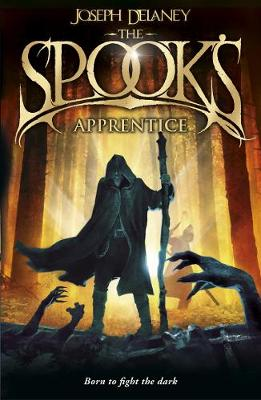 JOSEPH DELANEY
THE
SPOOK'S
APPRENTICE
Born to fight the dark